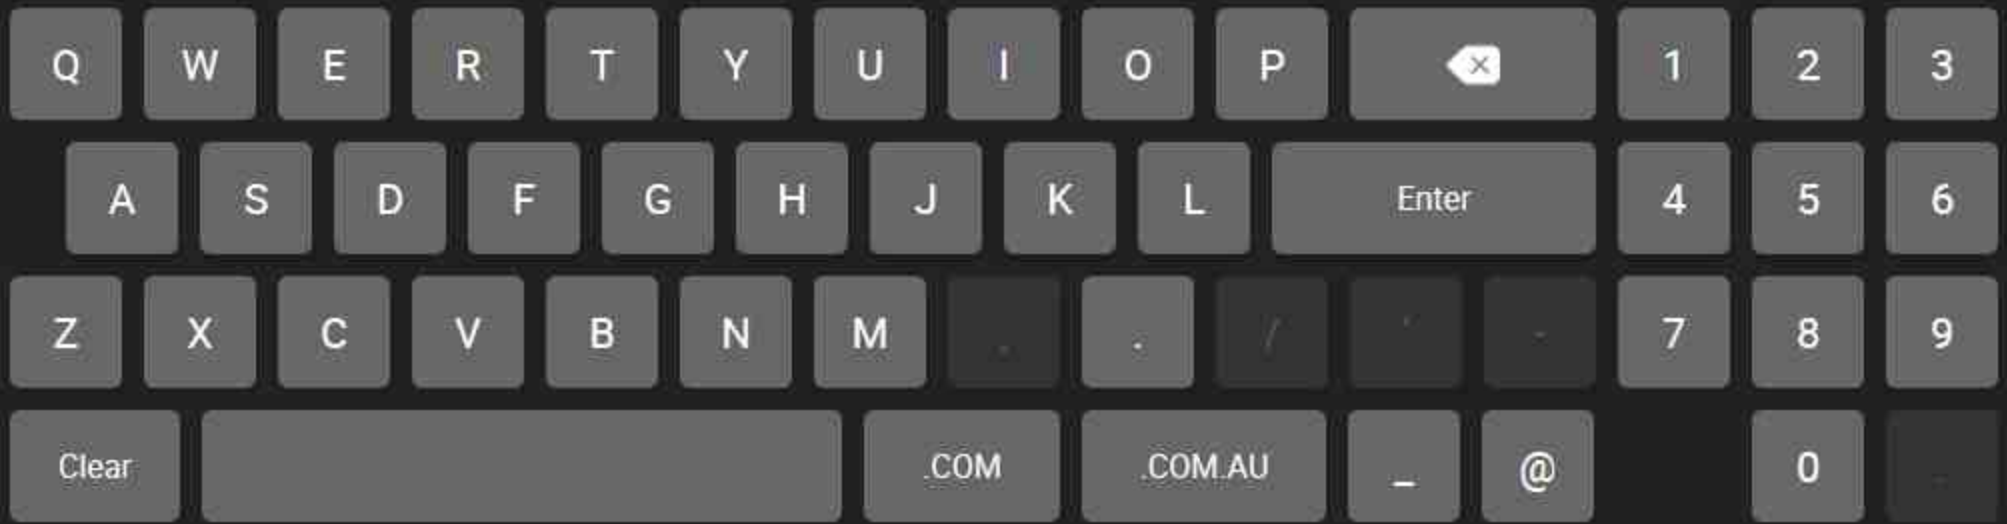 Q W E R T Y U I O P 1 2 3
A S D F G H J K L Enter 4 5 6
Z X C V B N M . / ' - 7 8 9
Clear .COM .COM.AU _ @ 0